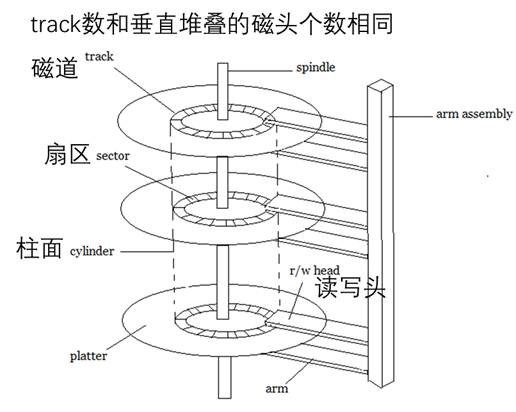 track数和垂直堆叠的磁头个数相同
磁道 track
spindle
arm assembly
扇区 sector
柱面 cylinder
r/w head 读写头
platter
arm